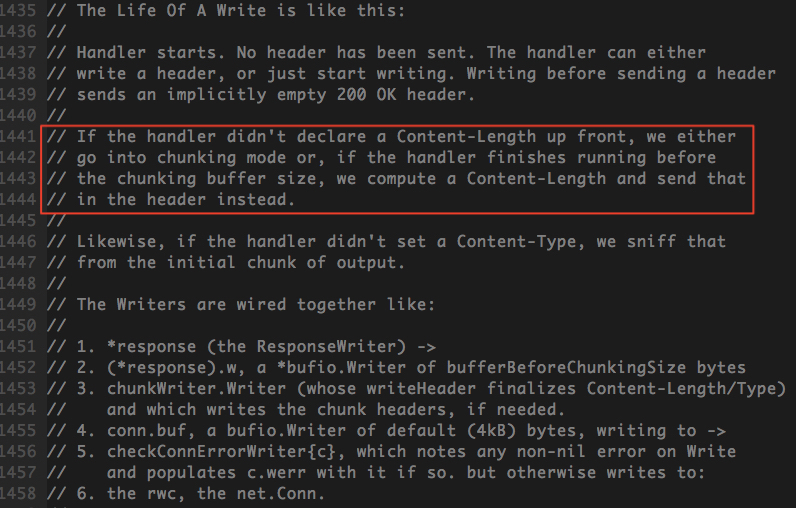 1435 // The Life Of A Write is like this:
1436 //
1437 // Handler starts. No header has been sent. The handler can either
1438 // write a header, or just start writing. Writing before sending a header
1439 // sends an implicitly empty 200 OK header.
1440 //
1441 // If the handler didn't declare a Content-Length up front, we either
1442 // go into chunking mode or, if the handler finishes running before
1443 // the chunking buffer size, we compute a Content-Length and send that
1444 // in the header instead.
1445 //
1446 // Likewise, if the handler didn't set a Content-Type, we sniff that
1447 // from the initial chunk of output.
1448 //
1449 // The Writers are wired together like:
1450 //
1451 // 1. *response (the ResponseWriter) ->
1452 // 2. (*response).w, a *bufio.Writer of bufferBeforeChunkingSize bytes
1453 // 3. chunkWriter.Writer (whose writeHeader finalizes Content-Length/Type)
1454 //    and which writes the chunk headers, if needed.
1455 // 4. conn.buf, a bufio.Writer of default (4kB) bytes, writing to ->
1456 // 5. checkConnErrorWriter{c}, which notes any non-nil error on Write
1457 //    and populates c.werr with it if so. but otherwise writes to:
1458 // 6. the rwc, the net.Conn.